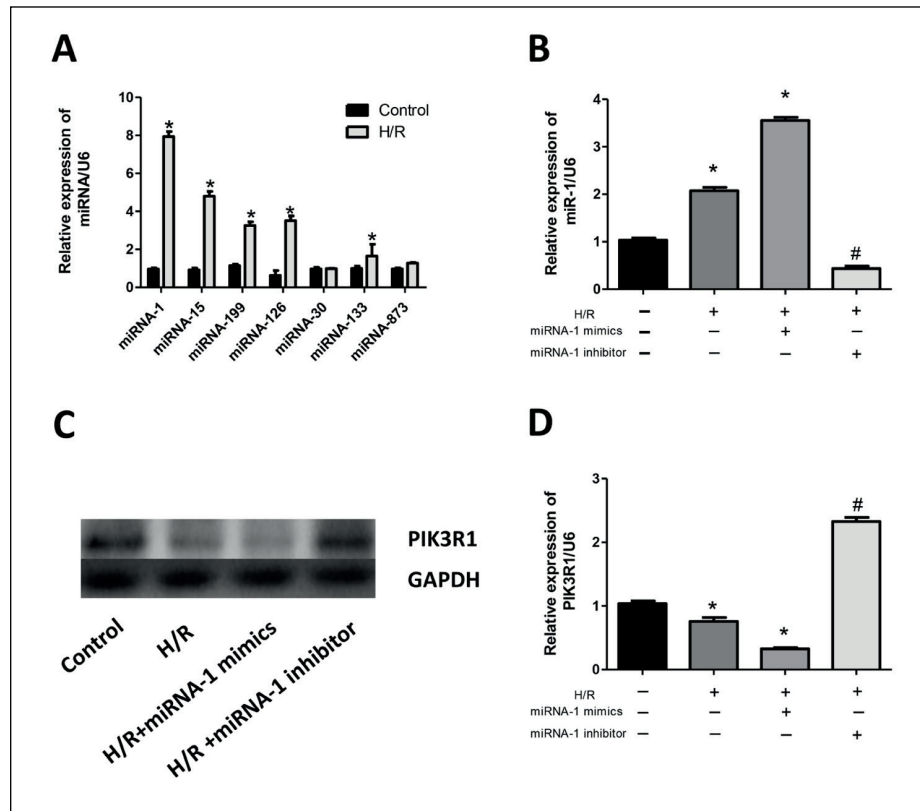 A
Relative expression of
miRNA/U6
10
8
6
4
2
0
Control
H/R
*
*
*
*
*
miRNA-1
miRNA-15
miRNA-199
miRNA-126
miRNA-30
miRNA-133
miRNA-873
B
Relative expression of
miR-1/U6
4
3
2
1
0
*
*
#
H/R − + + +
miRNA-1 mimics − − + −
miRNA-1 inhibitor − − − +
C
PIK3R1
GAPDH
Control
H/R
H/R+miRNA-1 mimics
H/R +miRNA-1 inhibitor
D
Relative expression of
PIK3R1/U6
3
2
1
0
*
*
#
H/R − + + +
miRNA-1 mimics − − + −
miRNA-1 inhibitor − − − +